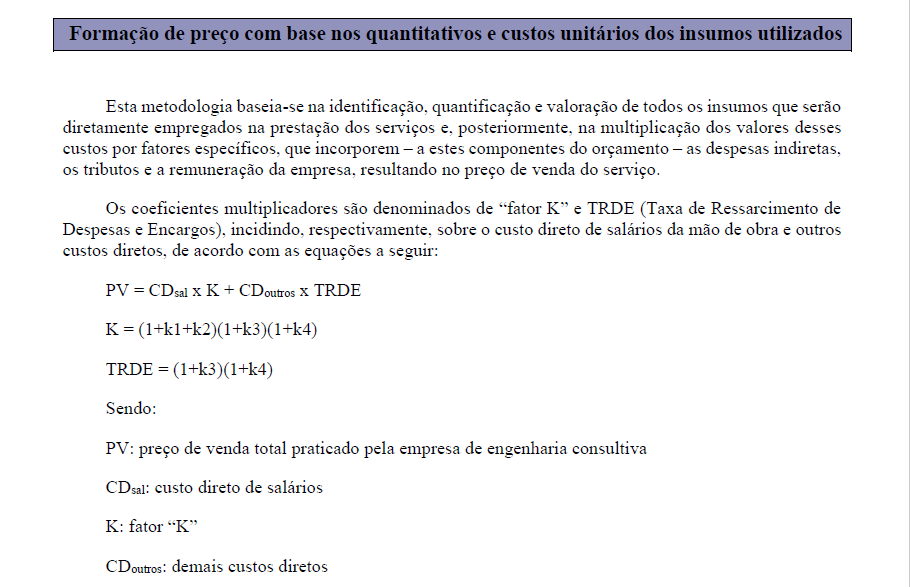 Formação de preço com base nos quantitativos e custos unitários dos insumos utilizados
Esta metodologia baseia-se na identificação, quantificação e valoração de todos os insumos que serão
diretamente empregados na prestação dos serviços e, posteriormente, na multiplicação dos valores desses
custos por fatores específicos, que incorporem – a estes componentes do orçamento – as despesas indiretas,
os tributos e a remuneração da empresa, resultando no preço de venda do serviço.
Os coeficientes multiplicadores são denominados de “fator K” e TRDE (Taxa de Ressarcimento de
Despesas e Encargos), incidindo, respectivamente, sobre o custo direto de salários da mão de obra e outros
custos diretos, de acordo com as equações a seguir:
PV = CDsal x K + CDoutros x TRDE
K = (1+k1+k2)(1+k3)(1+k4)
TRDE = (1+k3)(1+k4)
Sendo:
PV: preço de venda total praticado pela empresa de engenharia consultiva
CDsal: custo direto de salários
K: fator “K”
CDoutros: demais custos diretos